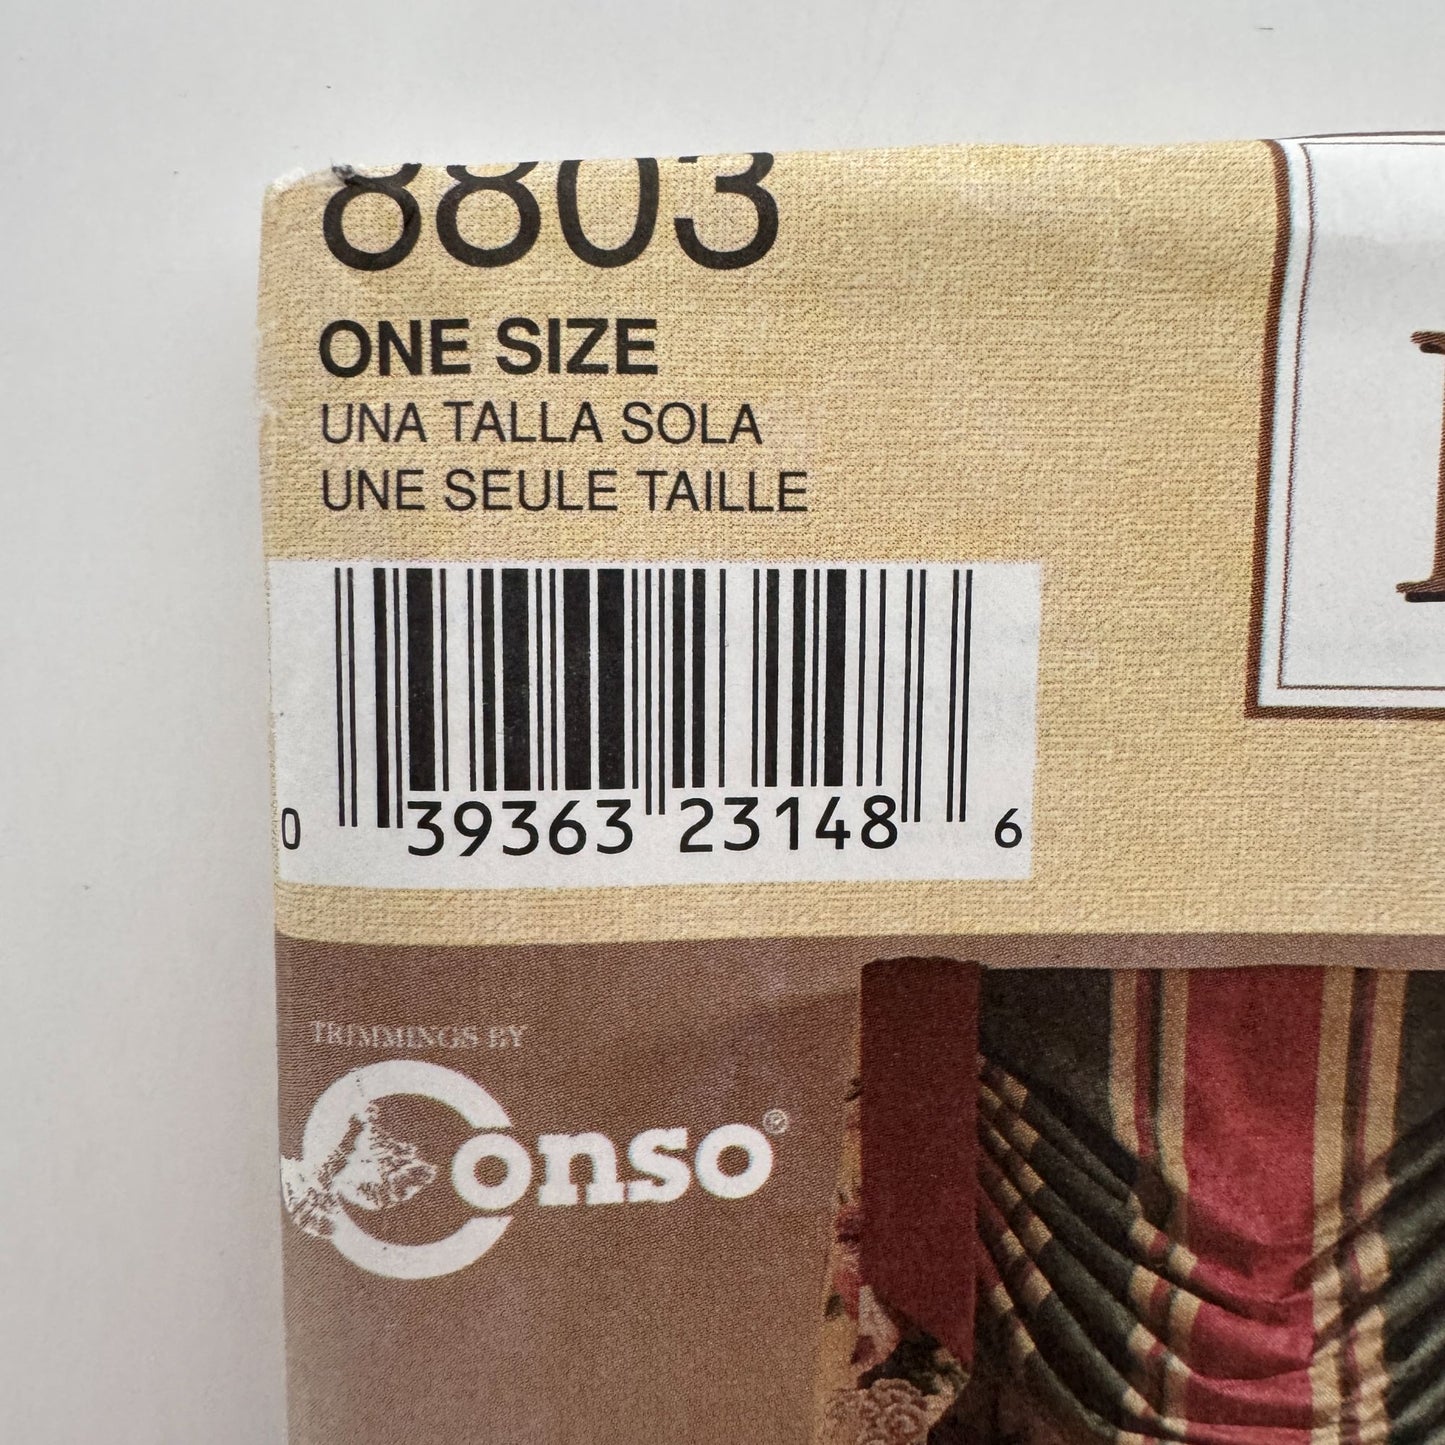 8803
ONE SIZE
UNA TALLA SOLA
UNE SEULE TAILLE
0 39363 23148 6
TRIMMINGS BY
Conso®